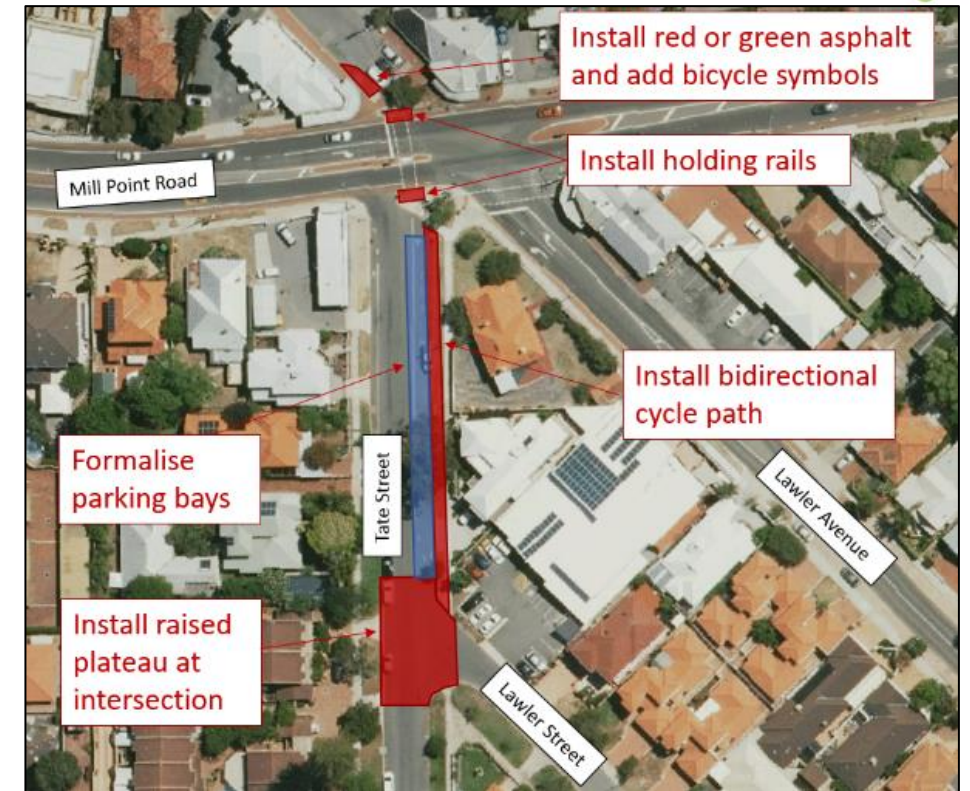 Install red or green asphalt
and add bicycle symbols
Install holding rails
Mill Point Road
Install bidirectional
cycle path
Formalise
parking bays
Tate Street
Lawler Avenue
Install raised
plateau at
intersection
Lawler Street